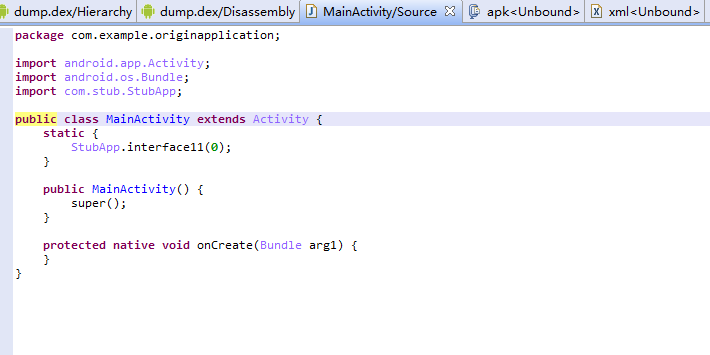 dump.dex/Hierarchy dump.dex/Disassembly MainActivity/Source apk<Unbound> xml<Unbound>
package com.example.originapplication;
import android.app.Activity;
import android.os.Bundle;
import com.stub.StubApp;
public class MainActivity extends Activity {
static {
StubApp.interface11(0);
}
public MainActivity() {
super();
}
protected native void onCreate(Bundle arg1) {
}
}